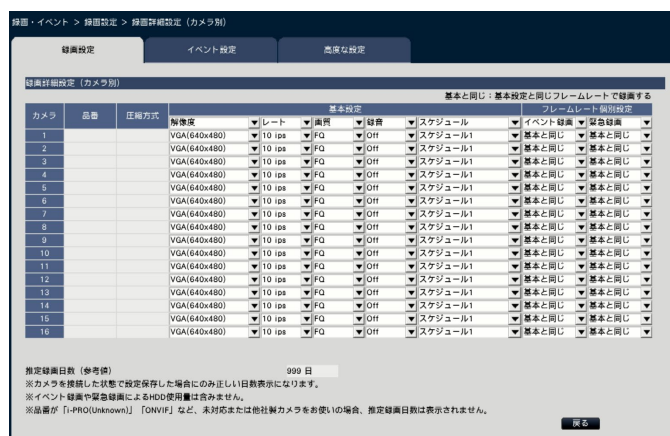 録画・イベント > 録画設定 > 録画詳細設定（カメラ別）
録画設定 イベント設定 高度な設定
録画詳細設定（カメラ別）
基本と同じ：基本設定と同じフレームレートで録画する
カメラ 品番 圧縮方式 基本設定 フレームレート個別設定
解像度 ▼ レート ▼ 画質 ▼ 録音 ▼ スケジュール ▼ イベント録画 ▼ 緊急録画 ▼
1 VGA(640x480) ▼ 10 ips ▼ FQ ▼ Off ▼ スケジュール1 ▼ 基本と同じ ▼ 基本と同じ ▼
2 VGA(640x480) ▼ 10 ips ▼ FQ ▼ Off ▼ スケジュール1 ▼ 基本と同じ ▼ 基本と同じ ▼
3 VGA(640x480) ▼ 10 ips ▼ FQ ▼ Off ▼ スケジュール1 ▼ 基本と同じ ▼ 基本と同じ ▼
4 VGA(640x480) ▼ 10 ips ▼ FQ ▼ Off ▼ スケジュール1 ▼ 基本と同じ ▼ 基本と同じ ▼
5 VGA(640x480) ▼ 10 ips ▼ FQ ▼ Off ▼ スケジュール1 ▼ 基本と同じ ▼ 基本と同じ ▼
6 VGA(640x480) ▼ 10 ips ▼ FQ ▼ Off ▼ スケジュール1 ▼ 基本と同じ ▼ 基本と同じ ▼
7 VGA(640x480) ▼ 10 ips ▼ FQ ▼ Off ▼ スケジュール1 ▼ 基本と同じ ▼ 基本と同じ ▼
8 VGA(640x480) ▼ 10 ips ▼ FQ ▼ Off ▼ スケジュール1 ▼ 基本と同じ ▼ 基本と同じ ▼
9 VGA(640x480) ▼ 10 ips ▼ FQ ▼ Off ▼ スケジュール1 ▼ 基本と同じ ▼ 基本と同じ ▼
10 VGA(640x480) ▼ 10 ips ▼ FQ ▼ Off ▼ スケジュール1 ▼ 基本と同じ ▼ 基本と同じ ▼
11 VGA(640x480) ▼ 10 ips ▼ FQ ▼ Off ▼ スケジュール1 ▼ 基本と同じ ▼ 基本と同じ ▼
12 VGA(640x480) ▼ 10 ips ▼ FQ ▼ Off ▼ スケジュール1 ▼ 基本と同じ ▼ 基本と同じ ▼
13 VGA(640x480) ▼ 10 ips ▼ FQ ▼ Off ▼ スケジュール1 ▼ 基本と同じ ▼ 基本と同じ ▼
14 VGA(640x480) ▼ 10 ips ▼ FQ ▼ Off ▼ スケジュール1 ▼ 基本と同じ ▼ 基本と同じ ▼
15 VGA(640x480) ▼ 10 ips ▼ FQ ▼ Off ▼ スケジュール1 ▼ 基本と同じ ▼ 基本と同じ ▼
16 VGA(640x480) ▼ 10 ips ▼ FQ ▼ Off ▼ スケジュール1 ▼ 基本と同じ ▼ 基本と同じ ▼
推定録画日数（参考値） 999 日
※カメラを接続した状態で設定保存した場合にのみ正しい日数表示になります。
※イベント録画や緊急録画によるHDD使用量は含みません。
※品番が「i-PRO(Unknown)」「ONVIF」など、未対応または他社製カメラをお使いの場合、推定録画日数は表示されません。
戻る